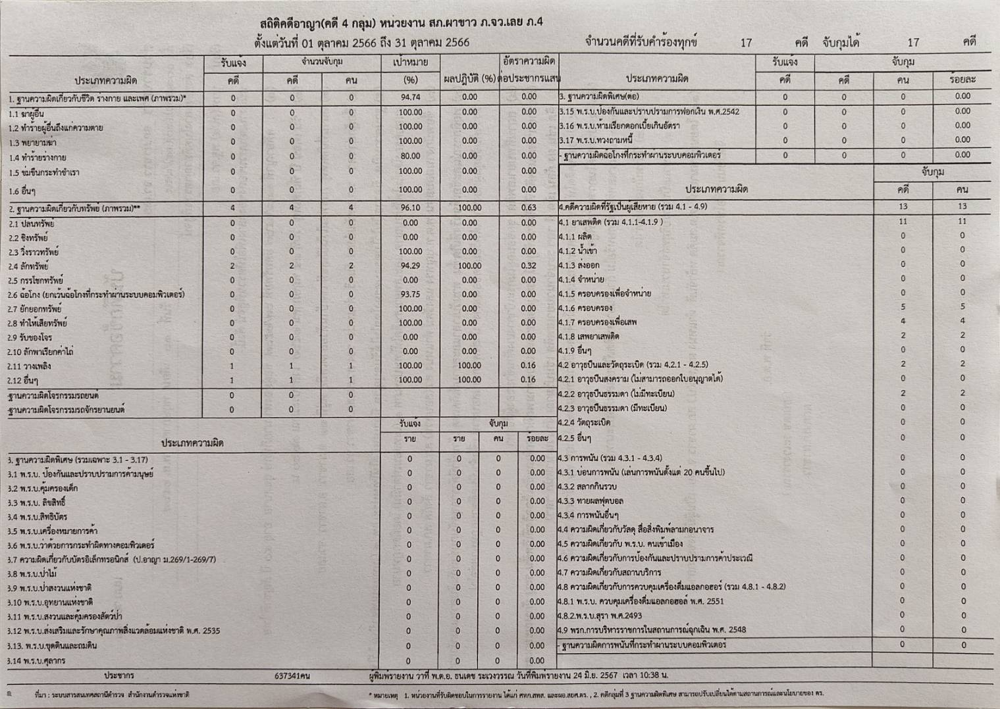 สถิติคดีอาญา(คดี 4 กลุ่ม) หน่วยงาน สภ.ผาขาว ภ.จว.เลย ภ.4
ตั้งแต่วันที่ 01 ตุลาคม 2566 ถึง 31 ตุลาคม 2566 จำนวนคดีที่รับคำร้องทุกข์ 17 คดี จับกุมได้ 17 คดี
ประเภทความผิด รับแจ้ง จำนวนจับกุม เป้าหมาย ผลปฏิบัติ (%) อัตราความผิด
คดี คดี คน (%) ต่อประชากรแสน
1. ฐานความผิดเกี่ยวกับชีวิต ร่างกาย และเพศ (ภาพรวม)* 0 0 0 94.74 0.00 0.00
1.1 ฆ่าผู้อื่น 0 0 0 100.00 0.00 0.00
1.2 ทำร้ายผู้อื่นถึงแก่ความตาย 0 0 0 100.00 0.00 0.00
1.3 พยายามฆ่า 0 0 0 100.00 0.00 0.00
1.4 ทำร้ายร่างกาย 0 0 0 80.00 0.00 0.00
1.5 ข่มขืนกระทำชำเรา 0 0 0 100.00 0.00 0.00
1.6 อื่นๆ 0 0 0 100.00 0.00 0.00
2. ฐานความผิดเกี่ยวกับทรัพย์ (ภาพรวม)** 4 4 4 96.10 100.00 0.63
2.1 ปล้นทรัพย์ 0 0 0 0.00 0.00 0.00
2.2 ชิงทรัพย์ 0 0 0 0.00 0.00 0.00
2.3 วิ่งราวทรัพย์ 0 0 0 100.00 0.00 0.00
2.4 ลักทรัพย์ 2 2 2 94.29 100.00 0.32
2.5 กรรโชกทรัพย์ 0 0 0 0.00 0.00 0.00
2.6 ฉ้อโกง (ยกเว้นฉ้อโกงที่กระทำผ่านระบบคอมพิวเตอร์) 0 0 0 93.75 0.00 0.00
2.7 ยักยอกทรัพย์ 0 0 0 100.00 0.00 0.00
2.8 ทำให้เสียทรัพย์ 0 0 0 100.00 0.00 0.00
2.9 รับของโจร 0 0 0 0.00 0.00 0.00
2.10 ลักพาเรียกค่าไถ่ 0 0 0 0.00 0.00 0.00
2.11 วางเพลิง 1 1 1 100.00 100.00 0.16
2.12 อื่นๆ 1 1 1 100.00 100.00 0.16
-ฐานความผิดโจรกรรมรถยนต์ 0 0 0
-ฐานความผิดโจรกรรมรถจักรยานยนต์ 0 0 0
ประเภทความผิด รับแจ้ง จับกุม
ราย ราย คน ร้อยละ
3. ฐานความผิดพิเศษ (รวมเฉพาะ 3.1 - 3.17) 0 0 0 0.00
3.1 พ.ร.บ. ป้องกันและปราบปรามการค้ามนุษย์ 0 0 0 0.00
3.2 พ.ร.บ.คุ้มครองเด็ก 0 0 0 0.00
3.3 พ.ร.บ. ลิขสิทธิ์ 0 0 0 0.00
3.4 พ.ร.บ.สิทธิบัตร 0 0 0 0.00
3.5 พ.ร.บ.เครื่องหมายการค้า 0 0 0 0.00
3.6 พ.ร.บ.ว่าด้วยการกระทำผิดทางคอมพิวเตอร์ 0 0 0 0.00
3.7 ความผิดเกี่ยวกับบัตรอิเล็กทรอนิกส์ (ป.อาญา ม.269/1-269/7) 0 0 0 0.00
3.8 พ.ร.บ.ป่าไม้ 0 0 0 0.00
3.9 พ.ร.บ.ป่าสงวนแห่งชาติ 0 0 0 0.00
3.10 พ.ร.บ.อุทยานแห่งชาติ 0 0 0 0.00
3.11 พ.ร.บ.สงวนและคุ้มครองสัตว์ป่า 0 0 0 0.00
3.12 พ.ร.บ.ส่งเสริมและรักษาคุณภาพสิ่งแวดล้อมแห่งชาติ พ.ศ. 2535 0 0 0 0.00
3.13. พ.ร.บ.ขุดดินและถมดิน 0 0 0 0.00
3.14 พ.ร.บ.ศุลากร 0 0 0 0.00
ประเภทความผิด รับแจ้ง จับกุม
คดี คดี คน ร้อยละ
3. ฐานความผิดพิเศษ(ต่อ) 0 0 0 0.00
3.15 พ.ร.บ.ป้องกันและปราบปรามการฟอกเงิน พ.ศ.2542 0 0 0 0.00
3.16 พ.ร.บ.ห้ามเรียกดอกเบี้ยเกินอัตรา 0 0 0 0.00
3.17 พ.ร.บ.ทวงถามหนี้ 0 0 0 0.00
- ฐานความผิดฉ้อโกงที่กระทำผ่านระบบคอมพิวเตอร์ 0 0 0 0.00
ประเภทความผิด จับกุม
คดี คน
4.คดีความผิดที่รัฐเป็นผู้เสียหาย (รวม 4.1 - 4.9) 13 13
4.1 ยาเสพติด (รวม 4.1.1-4.1.9 ) 11 11
4.1.1 ผลิต 0 0
4.1.2 น้ำเข้า 0 0
4.1.3 ส่งออก 0 0
4.1.4 จำหน่าย 0 0
4.1.5 ครอบครองเพื่อจำหน่าย 0 0
4.1.6 ครอบครอง 5 5
4.1.7 ครอบครองเพื่อเสพ 4 4
4.1.8 เสพยาเสพติด 2 2
4.1.9 อื่นๆ 0 0
4.2 อาวุธปืนและวัตถุระเบิด (รวม 4.2.1 - 4.2.5) 2 2
4.2.1 อาวุธปืนสงคราม (ไม่สามารถออกใบอนุญาตได้) 0 0
4.2.2 อาวุธปืนธรรมดา (ไม่มีทะเบียน) 2 2
4.2.3 อาวุธปืนธรรมดา (มีทะเบียน) 0 0
4.2.4 วัตถุระเบิด 0 0
4.2.5 อื่นๆ 0 0
4.3 การพนัน (รวม 4.3.1 - 4.3.4) 0 0
4.3.1 บ่อนการพนัน (เล่นการพนันตั้งแต่ 20 คนขึ้นไป) 0 0
4.3.2 สลากกินรวบ 0 0
4.3.3 ทายผลฟุตบอล 0 0
4.3.4 การพนันอื่นๆ 0 0
4.4 ความผิดเกี่ยวกับวัสดุ สื่อสิ่งพิมพ์ลามกอนาจาร 0 0
4.5 ความผิดเกี่ยวกับ พ.ร.บ. คนเข้าเมือง 0 0
4.6 ความผิดเกี่ยวกับการป้องกันและปราบปรามการค้าประเวณี 0 0
4.7 ความผิดเกี่ยวกับสถานบริการ 0 0
4.8 ความผิดเกี่ยวกับการควบคุมเครื่องดื่มแอลกอฮอร์ (รวม 4.8.1 - 4.8.2) 0 0
4.8.1 พ.ร.บ. ควบคุมเครื่องดื่มแอลกอฮอล์ พ.ศ. 2551 0 0
4.8.2.พ.ร.บ.สุรา พ.ศ.2493 0 0
4.9 พรก.การบริหารราชการในสถานการณ์ฉุกเฉิน พ.ศ. 2548 0 0
- ฐานความผิดการพนันที่กระทำผ่านระบบคอมพิวเตอร์ 0 0
ประชากร 637341คน ผู้พิมพ์รายงาน ว่าที่ พ.ต.อ. ธนเดช ระเวงวรรณ วันที่พิมพ์รายงาน 24 มิ.ย. 2567 เวลา 10:38 น.
ที่มา : ระบบสารสนเทศสถานีตำรวจ สำนักงานตำรวจแห่งชาติ * หมายเหตุ 1. หน่วยงานที่รับผิดชอบในการรายงาน ได้แก่ ศทก.สทส. และผอ.สยศ.ตร. , 2. คดีกลุ่มที่ 3 ฐานความผิดพิเศษ สามารถปรับเปลี่ยนได้ตามสถานการณ์และนโยบายของ ตร.